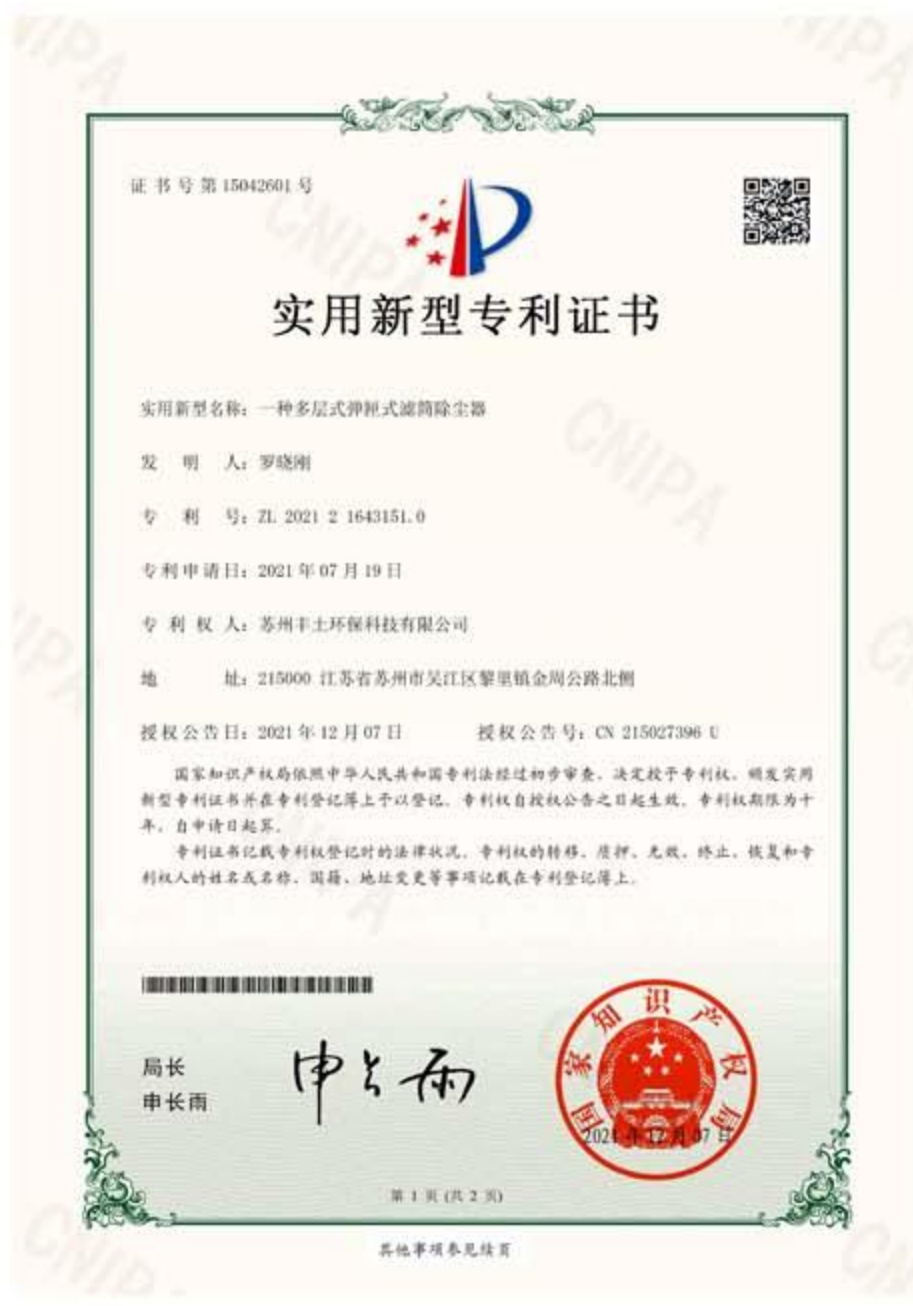 证书号第15042601号
实用新型专利证书
实用新型名称：一种多层式弹匣式滤筒除尘器
发明人：罗晓刚
专利号：ZL 2021 2 1643151.0
专利申请日：2021年07月19日
专利权人：苏州丰土环保科技有限公司
地址：215000 江苏省苏州市吴江区黎里镇金周公路北侧
授权公告日：2021年12月07日 授权公告号：CN 215027396 U
国家知识产权局依照中华人民共和国专利法经过初步审查，决定授予专利权，颁发实用
新型专利证书并在专利登记簿上予以登记。专利权自授权公告之日起生效。专利权期限为十
年，自申请日起算。
专利证书记载专利权登记时的法律状况。专利权的转移、质押、无效、终止、恢复和专
利权人的姓名或名称、国籍、地址变更等事项记载在专利登记簿上。
局长
申长雨
申长雨
国家知识产权局
2021年12月07日
第 1 页 (共 2 页)
其他事项参见续页
CNIPA
CNIPA
CNIPA
CNIPA
CNIPA